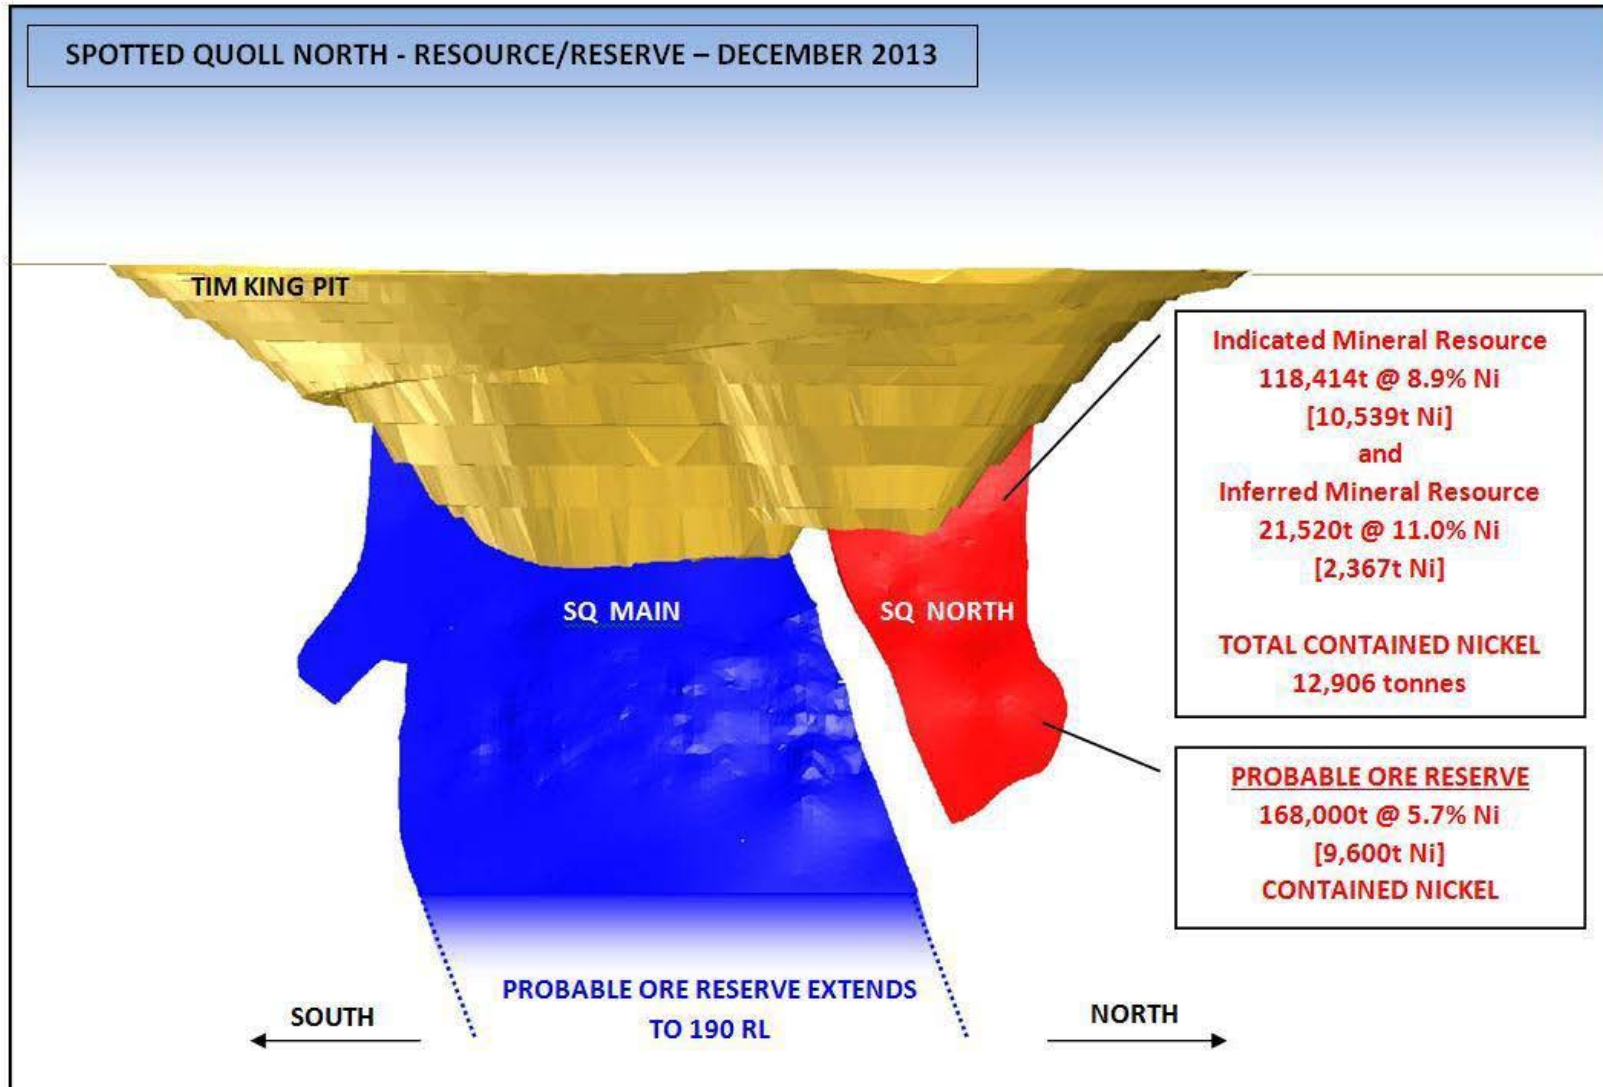 SPOTTED QUOLL NORTH - RESOURCE/RESERVE – DECEMBER 2013
TIM KING PIT
Indicated Mineral Resource
118,414t @ 8.9% Ni
[10,539t Ni]
and
Inferred Mineral Resource
21,520t @ 11.0% Ni
[2,367t Ni]
TOTAL CONTAINED NICKEL
12,906 tonnes
SQ MAIN
SQ NORTH
PROBABLE ORE RESERVE
168,000t @ 5.7% Ni
[9,600t Ni]
CONTAINED NICKEL
PROBABLE ORE RESERVE EXTENDS
TO 190 RL
SOUTH
NORTH